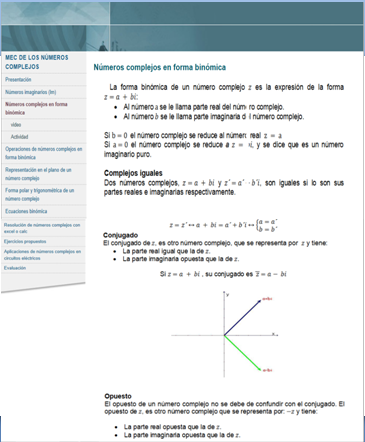 MEC DE LOS NÚMEROS
COMPLEJOS
Presentación
Números imaginarios (Im)
Números complejos en forma
binómica
vídeo
Actividad
Operaciones de números complejos en
forma binómica
Representación en el plano de un
número complejo
Forma polar y trigonométrica de un
número complejo
Ecuaciones binómica
Resolución de números complejos con
excel o calc
Ejercicios propuestos
Aplicaciones de números complejos en
circuitos eléctricos
Evaluación
Números complejos en forma binómica
La forma binómica de un número complejo z es la expresión de la forma
z = a + bi:
• Al número a se le llama parte real del núm ro complejo.
• Al número b se le llama parte imaginaria d l número complejo.
Si b = 0 el número complejo se reduce al númer real z = a
Si a = 0 el número complejo se reduce a z = i, y se dice que es un número
imaginario puro.
Complejos iguales
Dos números complejos, z = a + bi y z´ = a´ · b´i, son iguales si lo son sus
partes reales e imaginarias respectivamente.
z = z´ ↔ a + bi = a´ + b´i ↔ { a = a´
b = b´
Conjugado
El conjugado de z, es otro número complejo, que se representa por z y tiene:
• La parte real igual que la de z.
• La parte imaginaria opuesta que la de z.
Si z = a + bi , su conjugado es z̅ = a − bi
y
a+bi
x
a-bi
Opuesto
El opuesto de un número complejo no se debe de confundir con el conjugado. El
opuesto de z, es otro número complejo que se representa por: −z y tiene:
• La parte real opuesta que la de z.
• La parte imaginaria opuesta que la de z.